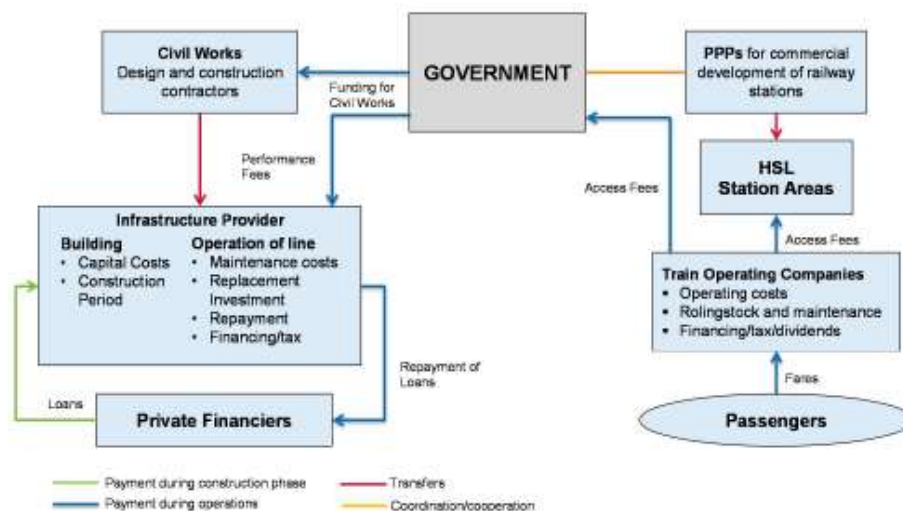 Civil Works
Design and construction
contractors
GOVERNMENT
PPPs for commercial
development of railway
stations
Funding for
Civil Works
Performance
Fees
Access Fees
HSL
Station Areas
Access Fees
Infrastructure Provider
Building
• Capital Costs
• Construction
Period
Operation of line
• Maintenance costs
• Replacement
Investment
• Repayment
• Financing/tax
Train Operating Companies
• Operating costs
• Rolingstock and maintenance
• Financing/tax/dividends
Repayment of
Loans
Fares
Loans
Private Financiers
Passengers
Payment during construction phase
Transfers
Payment during operations
Coordination/cooperation